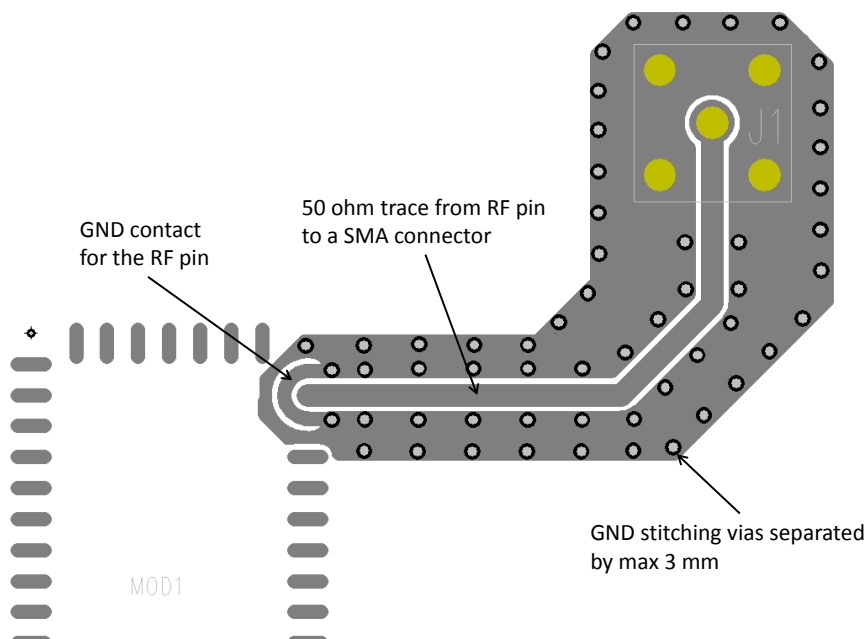 J1
50 ohm trace from RF pin
to a SMA connector
GND contact
for the RF pin
GND stitching vias separated
by max 3 mm
MOD1